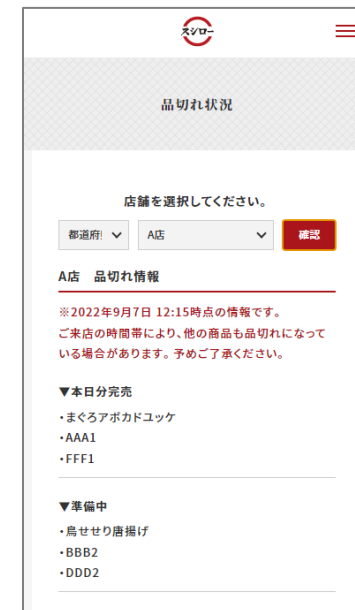 スシロー
品切れ状況
店舗を選択してください。
都道府!
A店
確認
A店　品切れ情報
※2022年9月7日 12:15時点の情報です。
ご来店の時間帯により、他の商品も品切れになって
いる場合があります。予めご了承ください。
▼本日分完売
・まぐろアボカドユッケ
・AAA1
・FFF1
▼準備中
・鳥せせり唐揚げ
・BBB2
・DDD2